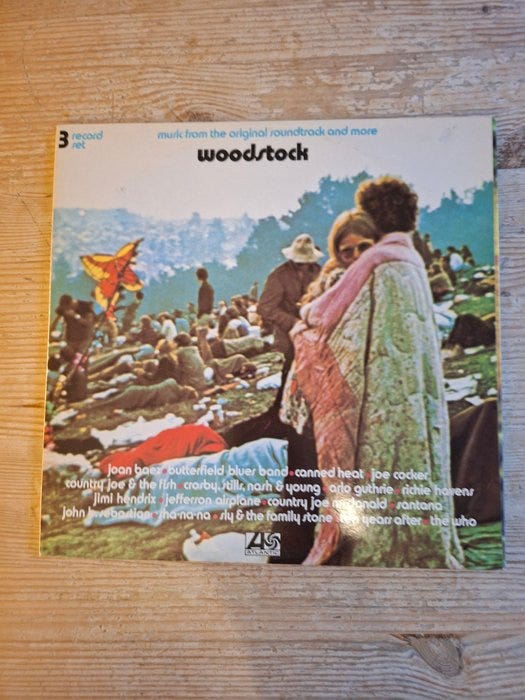 3 record
set
music from the original soundtrack and more
woodstock
joan baez • butterfield blues band • canned heat • joe cocker
country joe & the fish • crosby, stills, nash & young • arlo guthrie • richie havens
jimi hendrix • jefferson airplane • country joe mcdonald • santana
john b. sebastian • sha-na-na • sly & the family stone • ten years after • the who
ATLANTIC